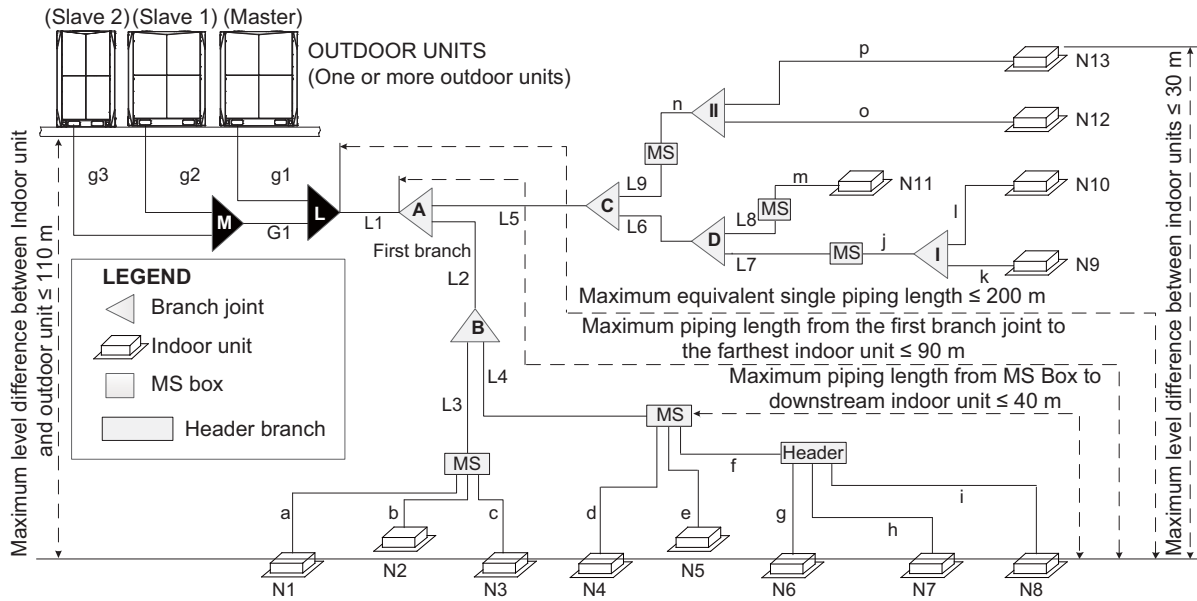 (Slave 2) (Slave 1) (Master)
OUTDOOR UNITS
(One or more outdoor units)
g3
g2
g1
M
G1
L
L1
A
First branch
L5
L2
B
L4
L3
C
L9
L6
MS
n
II
p
o
N13
N12
D
L8
L7
MS
m
N11
MS
j
I
l
k
N10
N9
LEGEND
Branch joint
Indoor unit
MS box
Header branch
Maximum equivalent single piping length ≤ 200 m
Maximum piping length from the first branch joint to
the farthest indoor unit ≤ 90 m
Maximum piping length from MS Box to
downstream indoor unit ≤ 40 m
MS
MS
Header
a
b
c
d
e
f
g
h
i
N1
N2
N3
N4
N5
N6
N7
N8
Maximum level difference between Indoor unit
and outdoor unit ≤ 110 m
Maximum level difference between indoor units ≤ 30 m